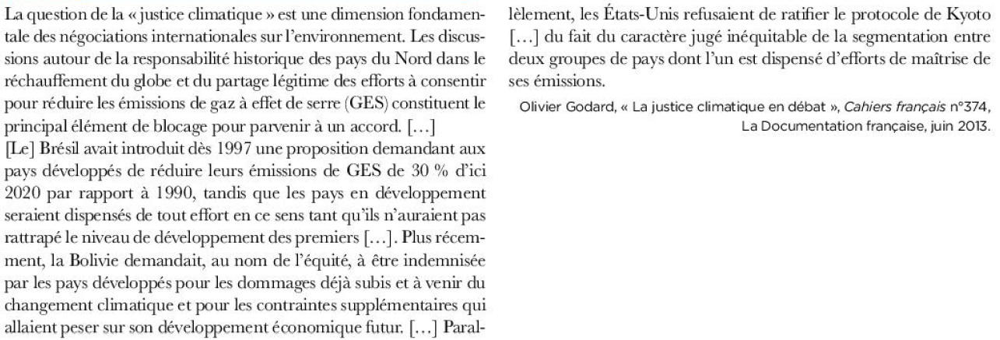 La question de la « justice climatique » est une dimension fondamen-
tale des négociations internationales sur l'environnement. Les discus-
sions autour de la responsabilité historique des pays du Nord dans le
réchauffement du globe et du partage légitime des efforts à consentir
pour réduire les émissions de gaz à effet de serre (GES) constituent le
principal élément de blocage pour parvenir à un accord. […]
[Le] Brésil avait introduit dès 1997 une proposition demandant aux
pays développés de réduire leurs émissions de GES de 30 % d'ici
2020 par rapport à 1990, tandis que les pays en développement
seraient dispensés de tout effort en ce sens tant qu'ils n'auraient pas
rattrapé le niveau de développement des premiers […]. Plus récem-
ment, la Bolivie demandait, au nom de l'équité, à être indemnisée
par les pays développés pour les dommages déjà subis et à venir du
changement climatique et pour les contraintes supplémentaires qui
allaient peser sur son développement économique futur. […] Paral-
lèlement, les États-Unis refusaient de ratifier le protocole de Kyoto
[…] du fait du caractère jugé inéquitable de la segmentation entre
deux groupes de pays dont l'un est dispensé d'efforts de maîtrise de
ses émissions.
Olivier Godard, « La justice climatique en débat », Cahiers français n°374,
La Documentation française, juin 2013.